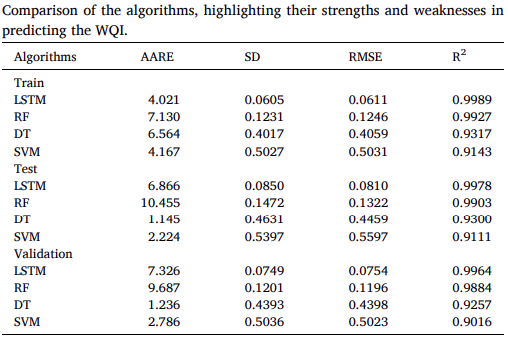 Comparison of the algorithms, highlighting their strengths and weaknesses in
predicting the WQI.
Algorithms AARE SD RMSE R²
Train
LSTM 4.021 0.0605 0.0611 0.9989
RF 7.130 0.1231 0.1246 0.9927
DT 6.564 0.4017 0.4059 0.9317
SVM 4.167 0.5027 0.5031 0.9143
Test
LSTM 6.866 0.0850 0.0810 0.9978
RF 10.455 0.1472 0.1322 0.9903
DT 1.145 0.4631 0.4459 0.9300
SVM 2.224 0.5397 0.5597 0.9111
Validation
LSTM 7.326 0.0749 0.0754 0.9964
RF 9.687 0.1201 0.1196 0.9884
DT 1.236 0.4393 0.4398 0.9257
SVM 2.786 0.5036 0.5023 0.9016